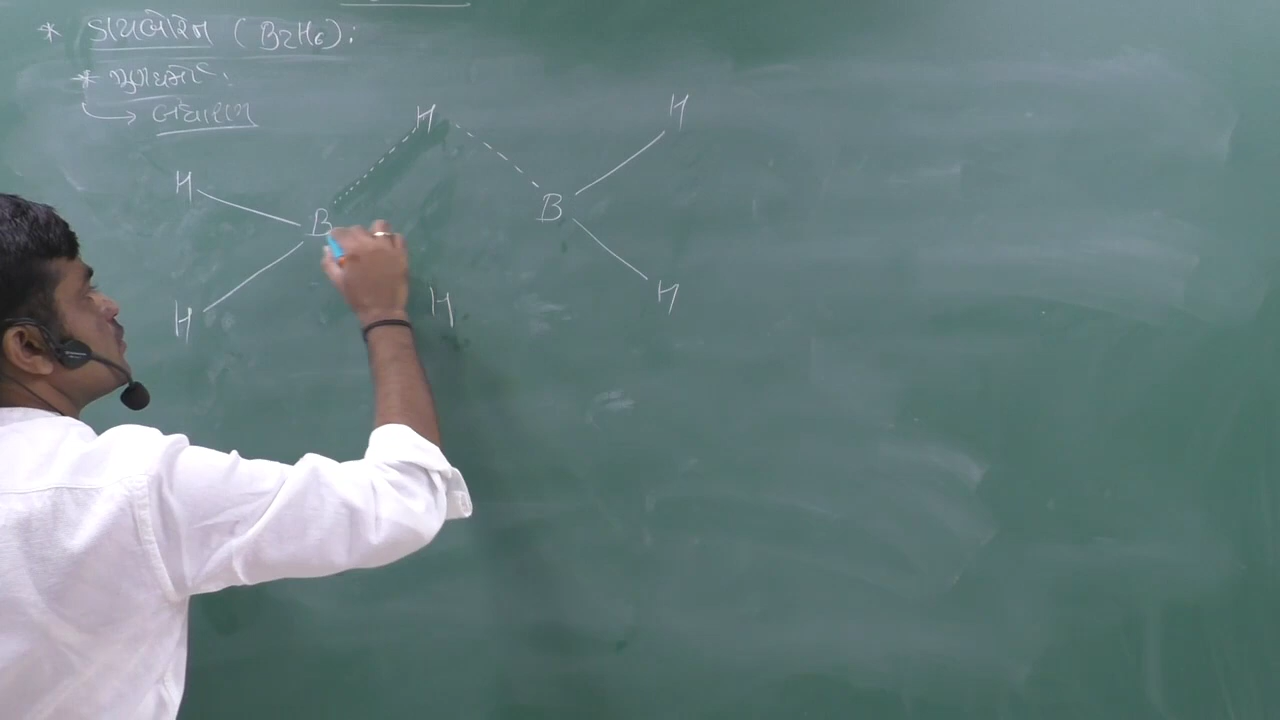 * ડાયબોરેન (B2H6):
* ગુણધર્મો:
→ બંધારણ
H H
H B B
H H H